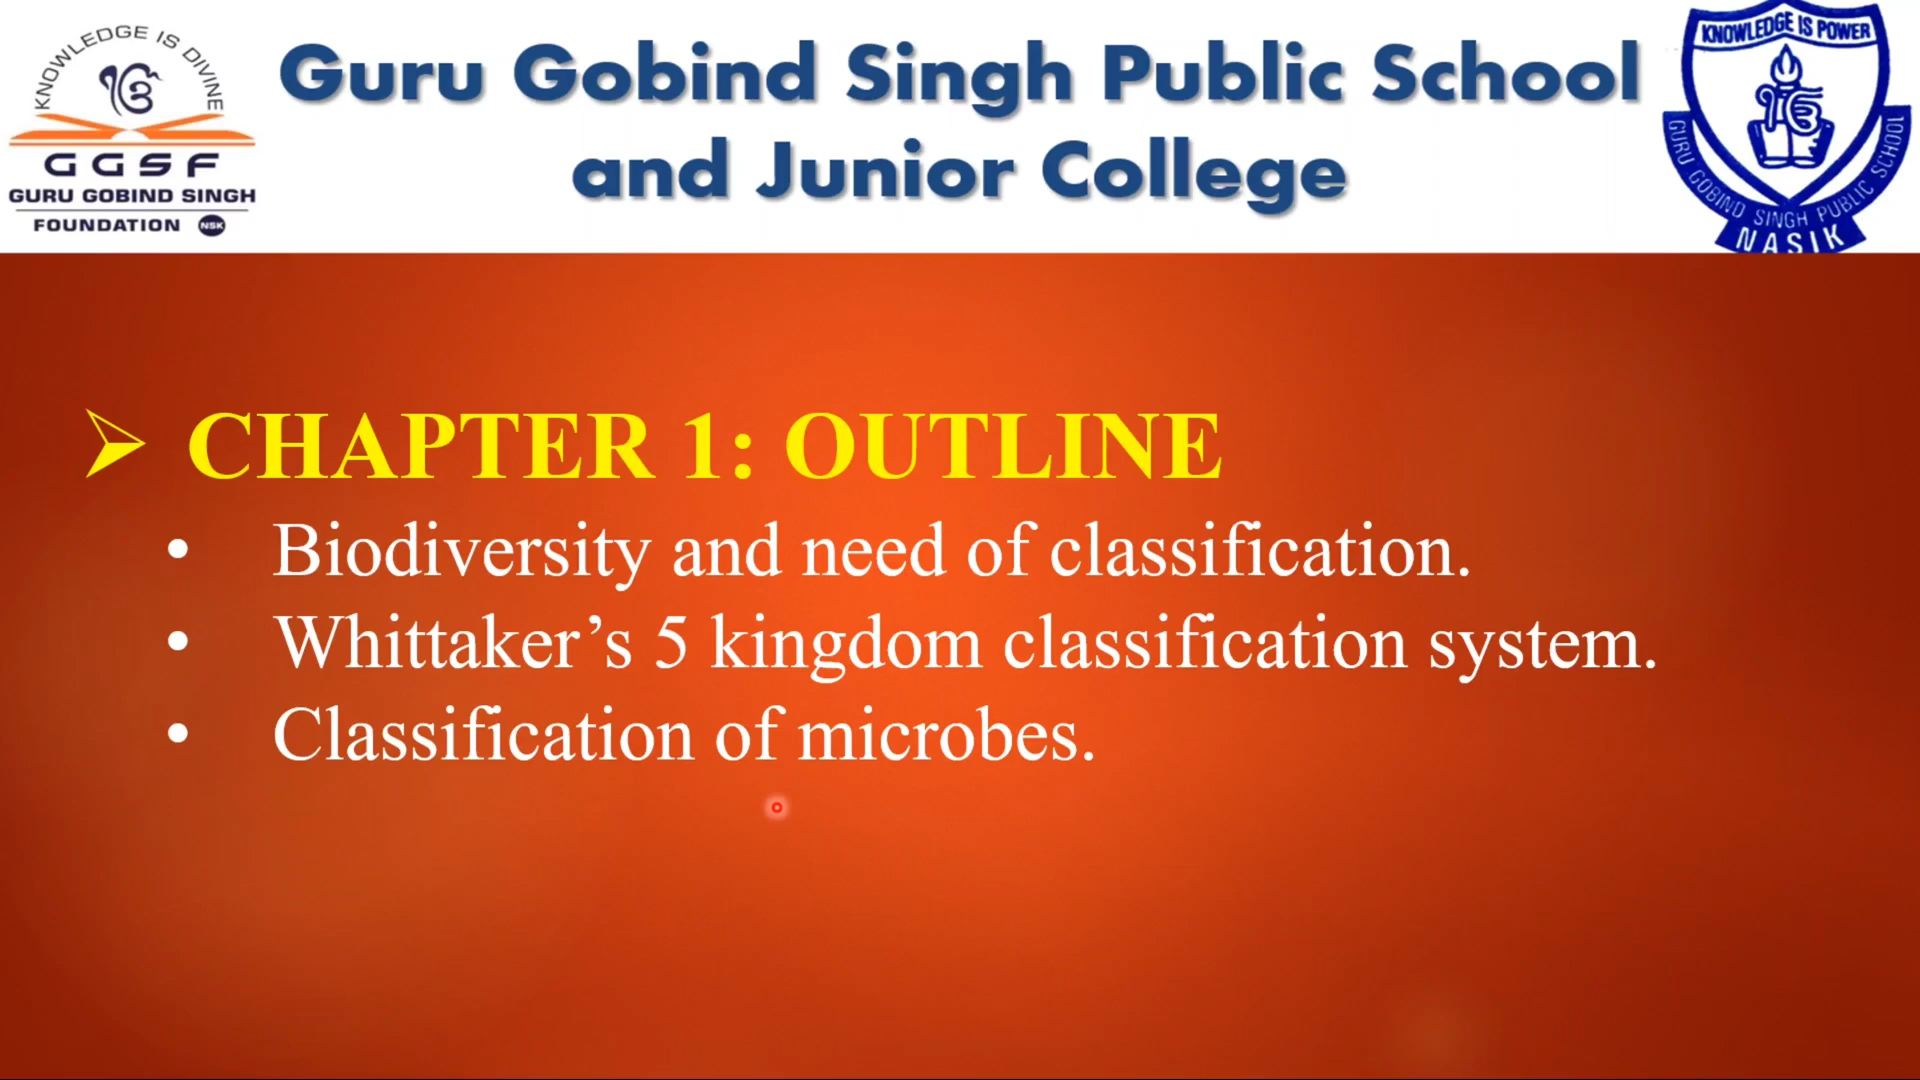 KNOWLEDGE IS DIVINE
GGSF
GURU GOBIND SINGH
FOUNDATION NSK
Guru Gobind Singh Public School
and Junior College
KNOWLEDGE IS POWER
ੴ
GURU GOBIND SINGH PUBLIC SCHOOL
NASIK
➢ CHAPTER 1: OUTLINE
• Biodiversity and need of classification.
• Whittaker’s 5 kingdom classification system.
• Classification of microbes.